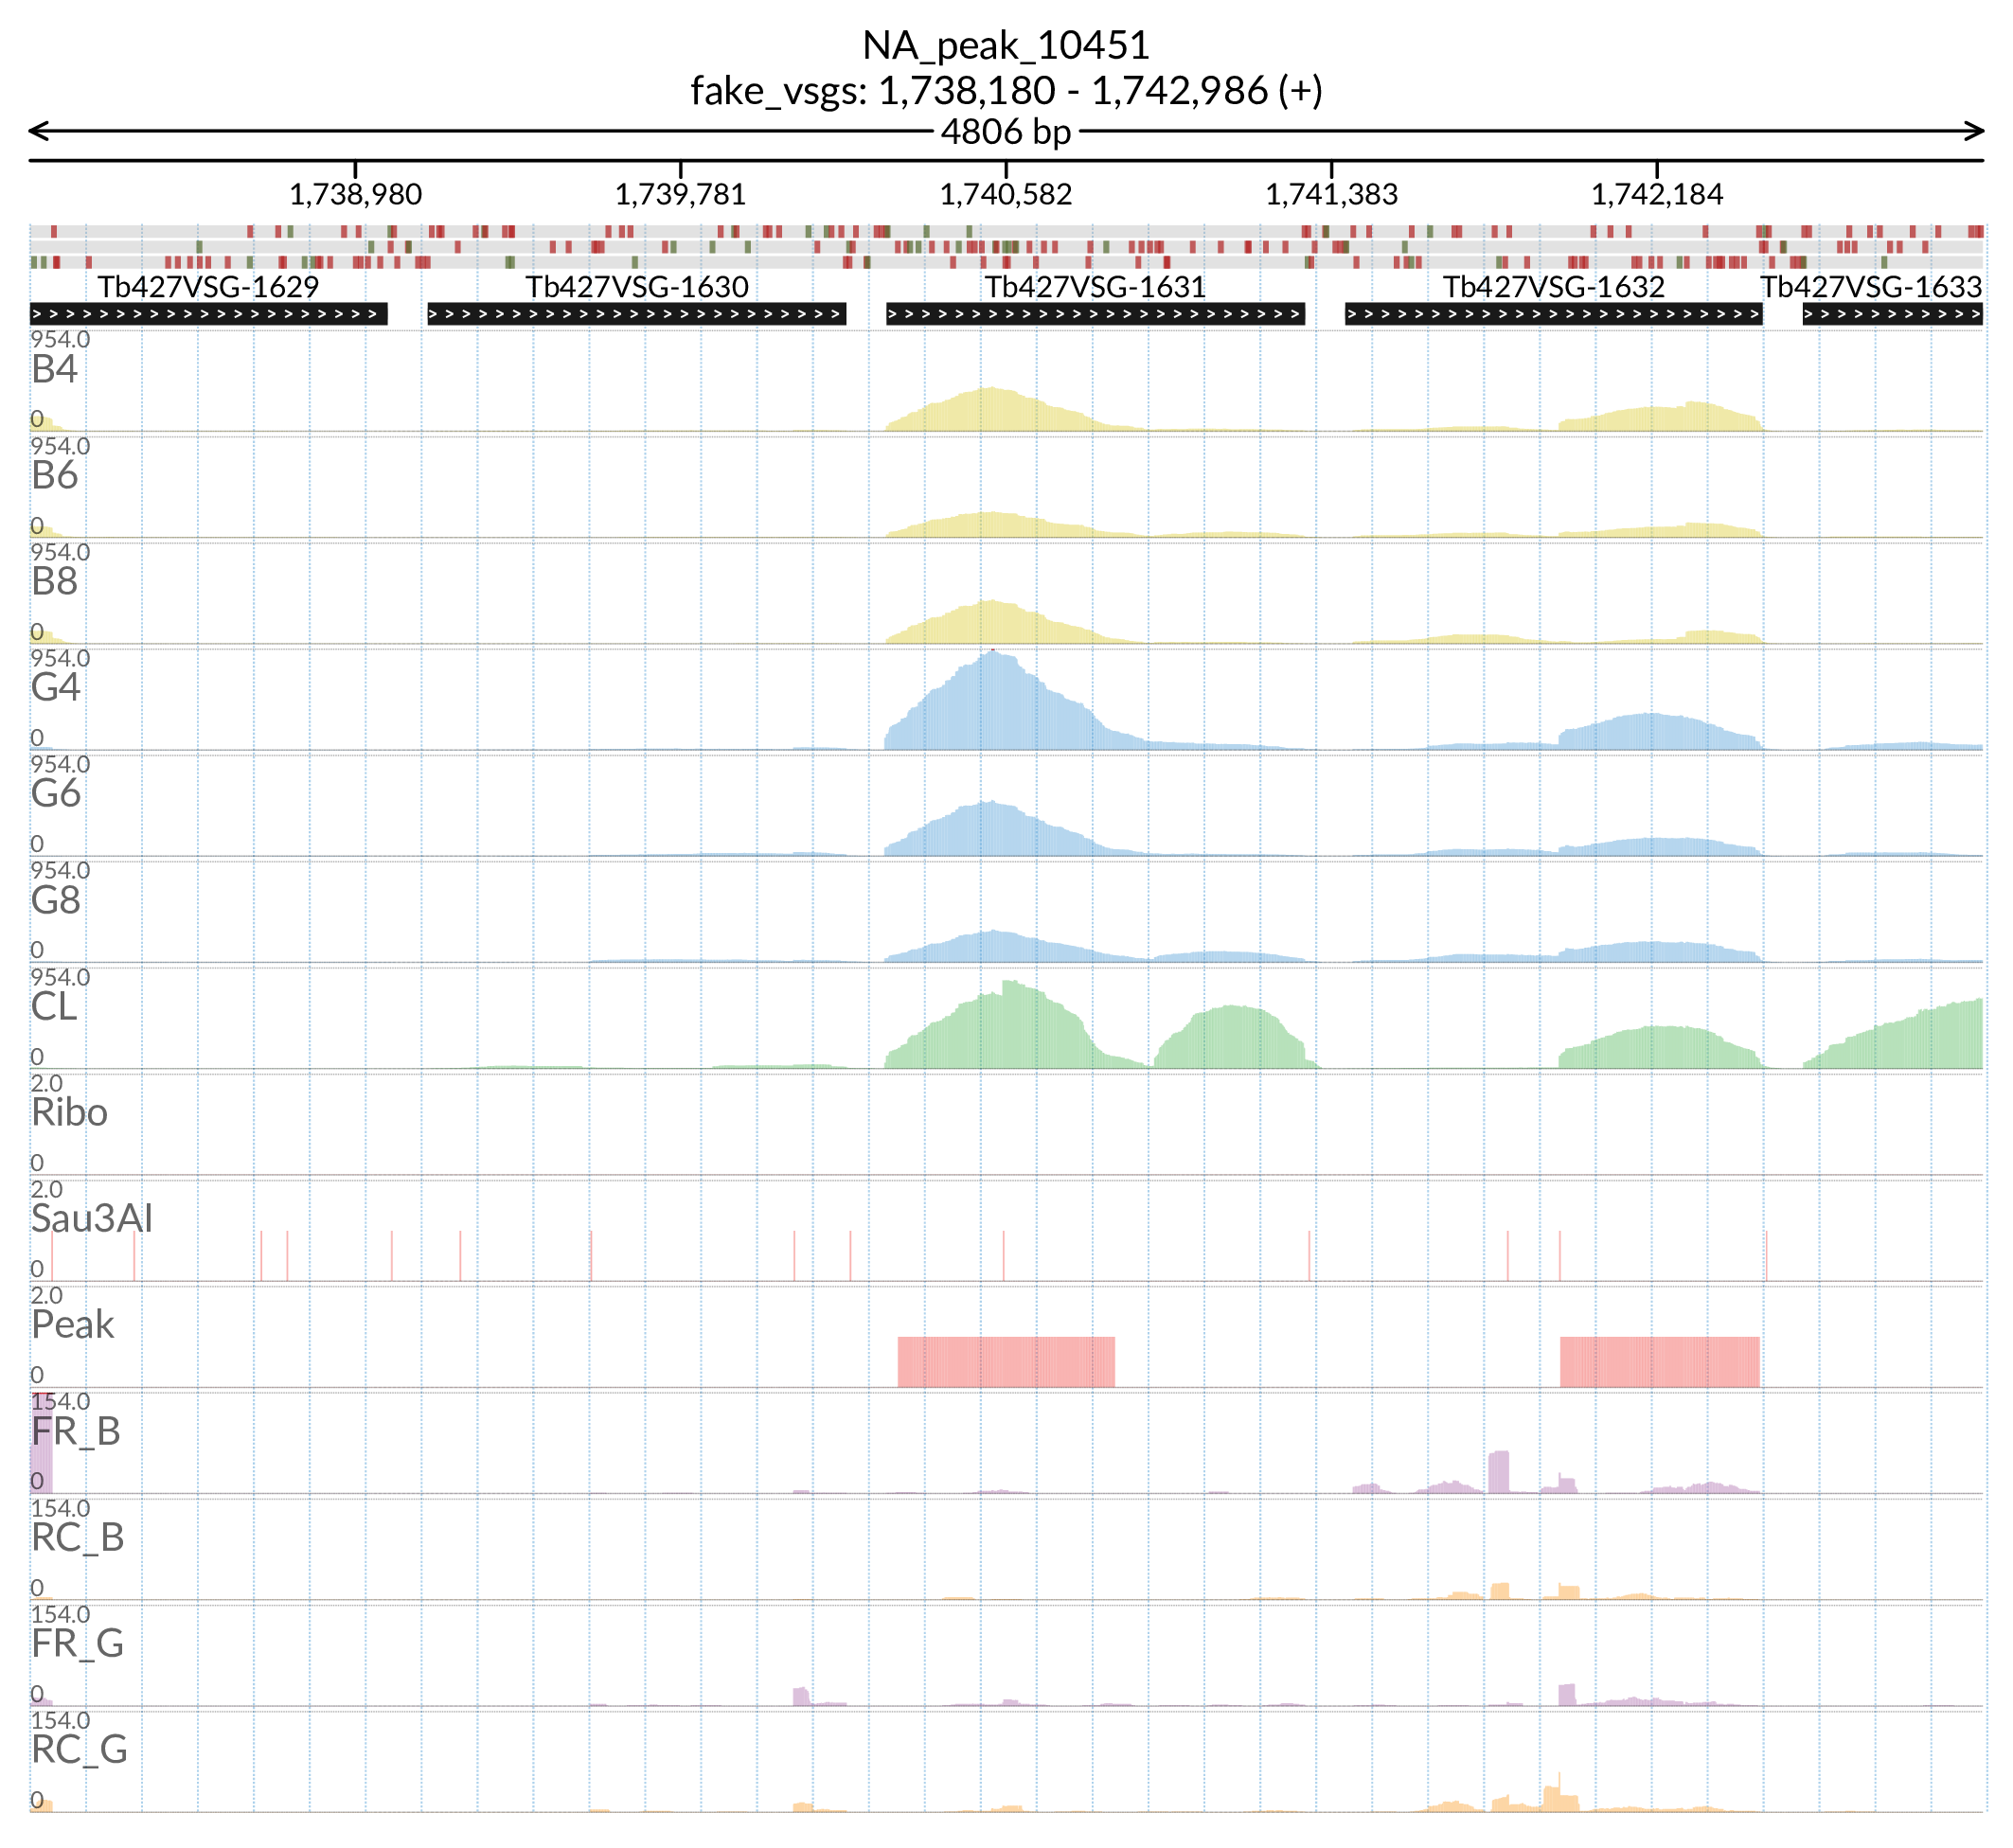 NA_peak_10451
fake_vsgs: 1,738,180 - 1,742,986 (+)
4806 bp
1,738,980 1,739,781 1,740,582 1,741,383 1,742,184
Tb427VSG-1629 Tb427VSG-1630 Tb427VSG-1631 Tb427VSG-1632 Tb427VSG-1633
954.0
B4
0
954.0
B6
0
954.0
B8
0
954.0
G4
0
954.0
G6
0
954.0
G8
0
954.0
CL
0
2.0
Ribo
0
2.0
Sau3AI
0
2.0
Peak
0
154.0
FR_B
0
154.0
RC_B
0
154.0
FR_G
0
154.0
RC_G
0